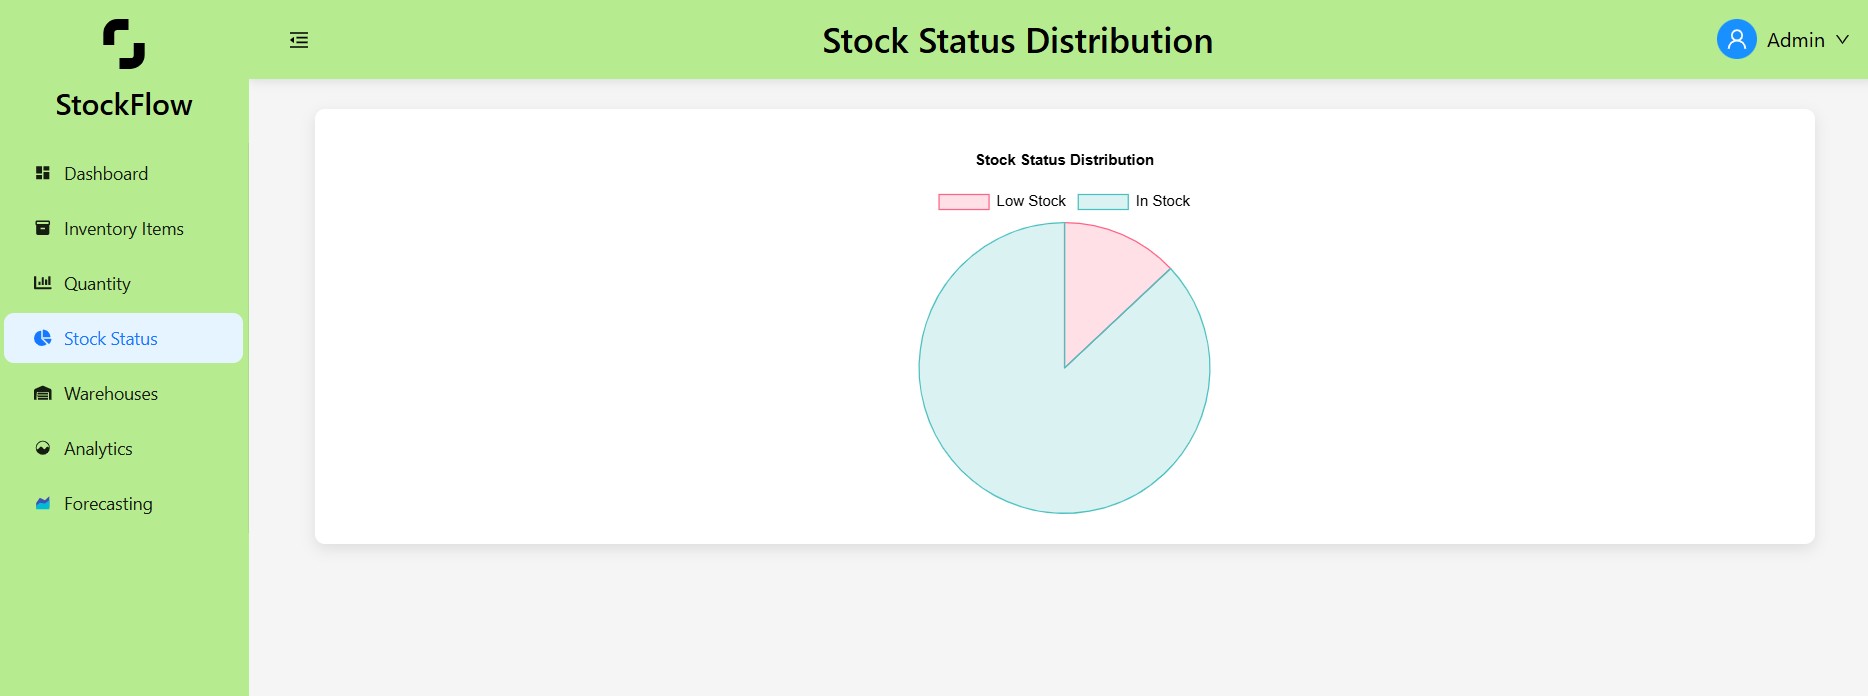 StockFlow
Dashboard
Inventory Items
Quantity
Stock Status
Warehouses
Analytics
Forecasting
Stock Status Distribution
Admin
Stock Status Distribution
Low Stock In Stock